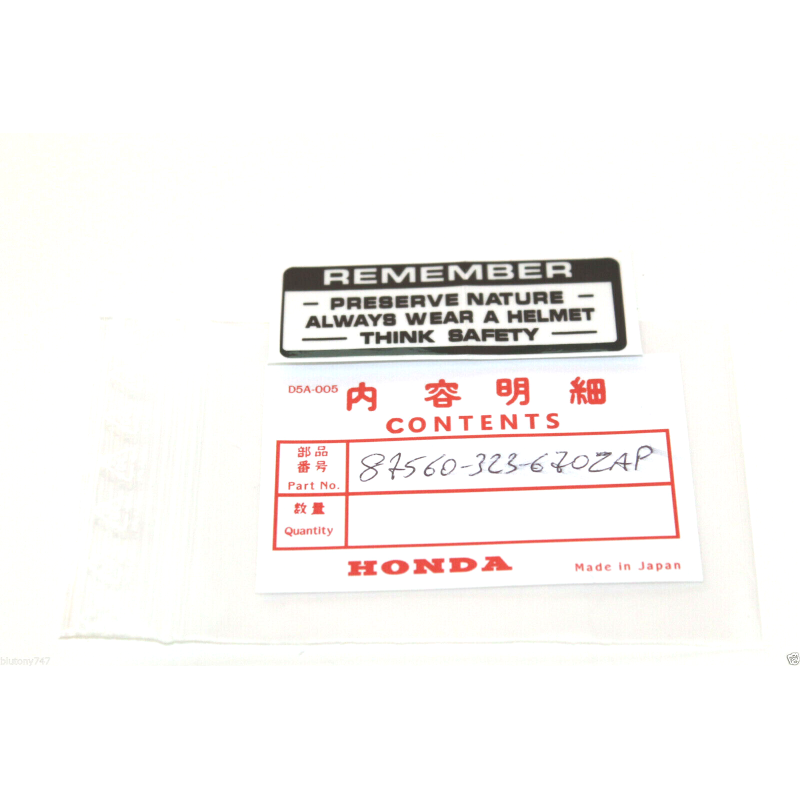 REMEMBER
PRESERVE NATURE
ALWAYS WEAR A HELMET
THINK SAFETY
D5A-005
内容明細
CONTENTS
部品
番号
Part No.
87560-323-670ZAP
数量
Quantity
HONDA
Made in Japan
blutony747